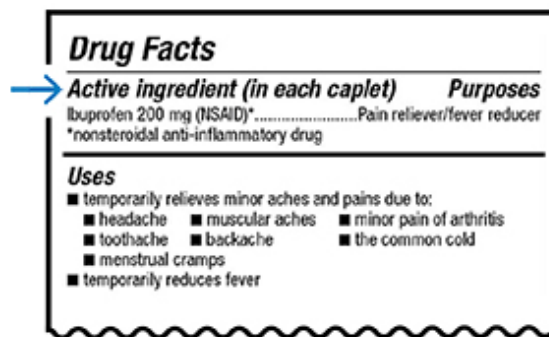 Drug Facts
Active ingredient (in each caplet) Purposes
Ibuprofen 200 mg (NSAID)*........................Pain reliever/fever reducer
*nonsteroidal anti-inflammatory drug
Uses
■ temporarily relieves minor aches and pains due to:
■ headache ■ muscular aches ■ minor pain of arthritis
■ toothache ■ backache ■ the common cold
■ menstrual cramps
■ temporarily reduces fever